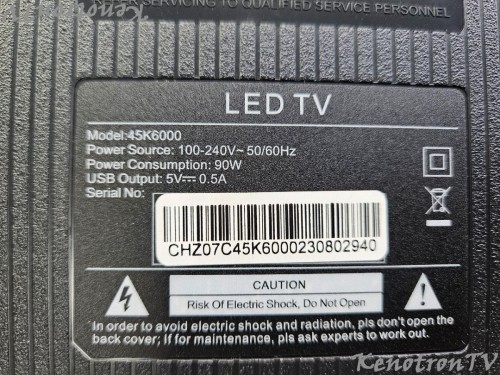 SERVICING TO QUALIFIED SERVICE PERSONNEL
KenotronTV
LED TV
Model:45K6000
Power Source: 100-240V~ 50/60Hz
Power Consumption: 90W
USB Output: 5V⎓ 0.5A
Serial No:
CHZ07C45K6000230802940
CAUTION
Risk Of Electric Shock, Do Not Open
In order to avoid electric shock and radiation, pls don't open the
back cover; If for maintenance, pls ask experts to work out.
KenotronTV